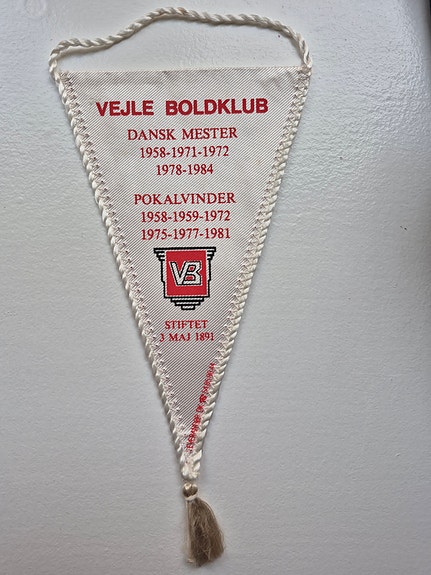 VEJLE BOLDKLUB
DANSK MESTER
1958-1971-1972
1978-1984
POKALVINDER
1958-1959-1972
1975-1977-1981
VB
STIFTET
3 MAJ 1891